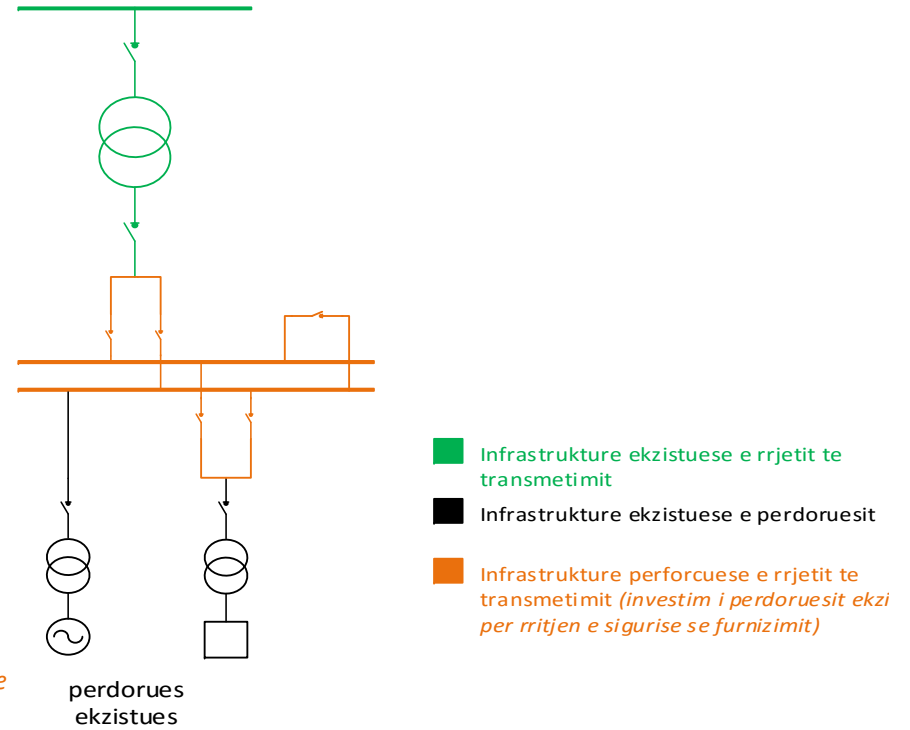 Infrastrukture ekzistuese e rrjetit te
transmetimit
Infrastrukture ekzistuese e perdoruesit
Infrastrukture perforcuese e rrjetit te
transmetimit (investim i perdoruesit ekzi
per rritjen e sigurise se furnizimit)
e
perdorues
ekzistues